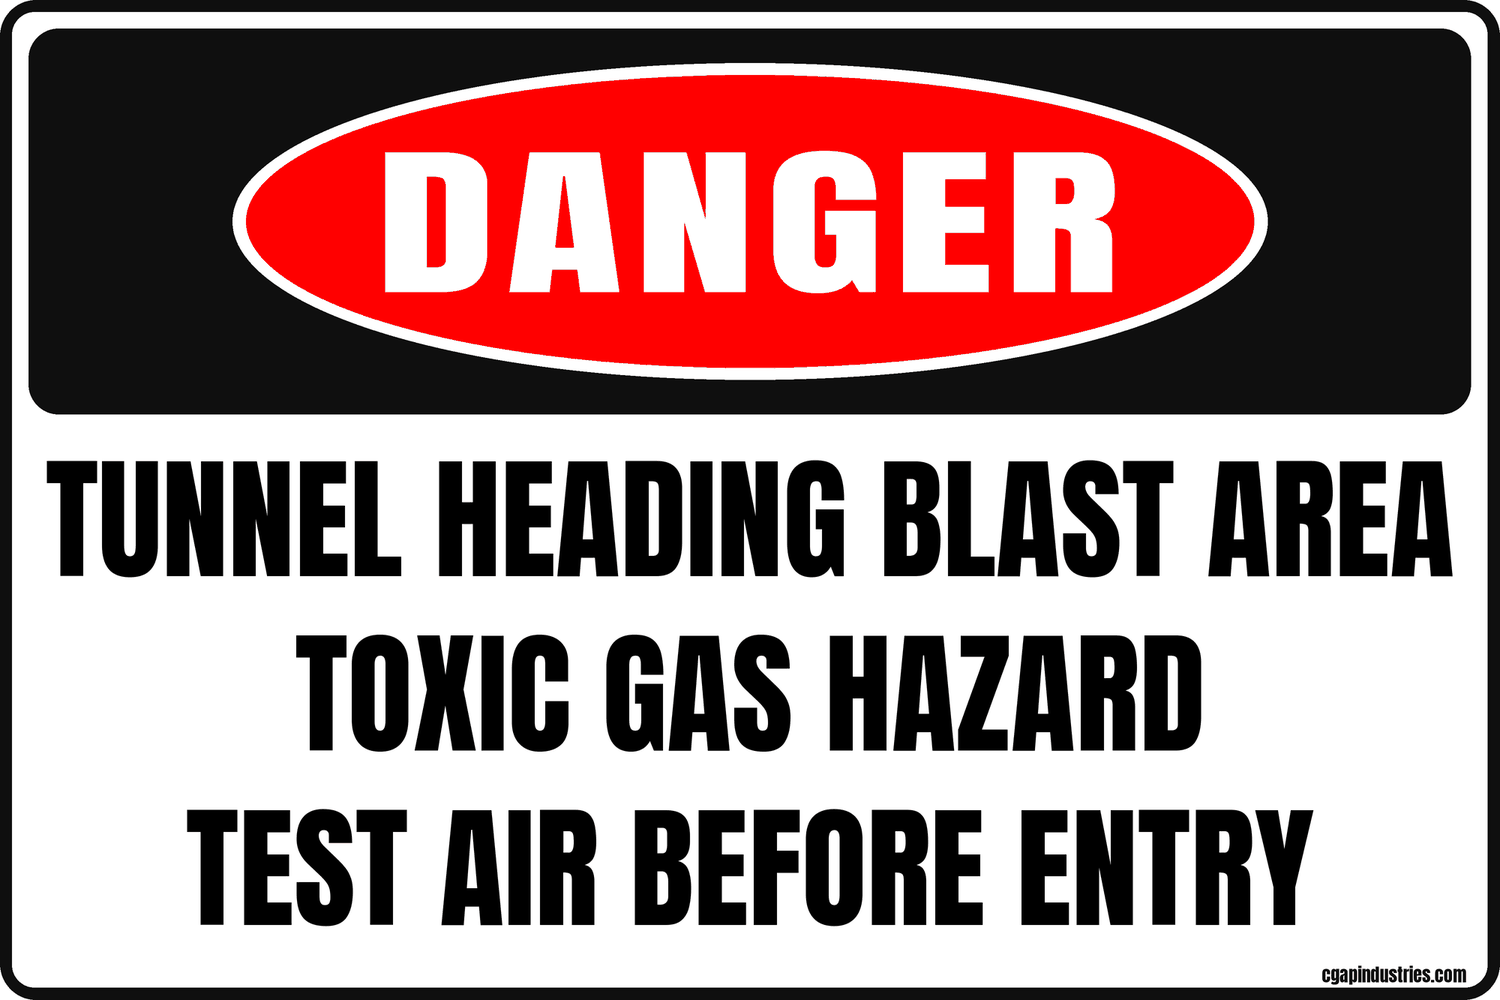 DANGER
TUNNEL HEADING BLAST AREA
TOXIC GAS HAZARD
TEST AIR BEFORE ENTRY
cgapindustries.com